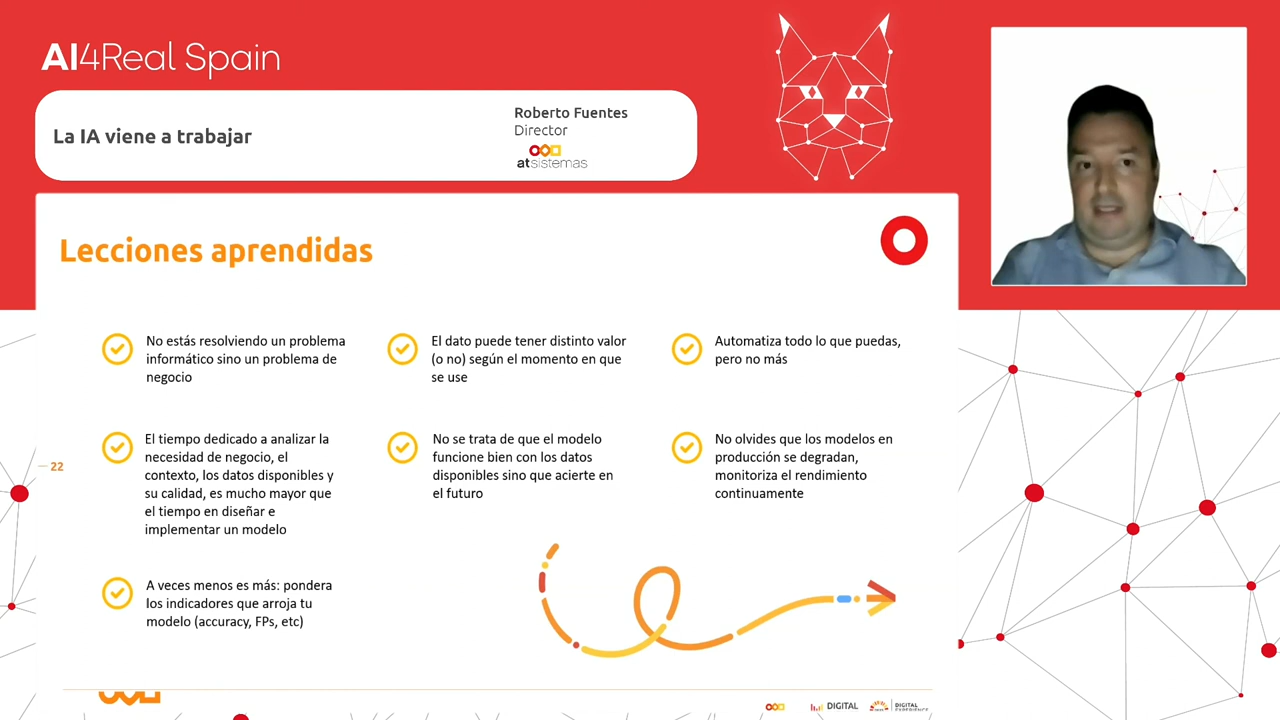 AI4Real Spain
La IA viene a trabajar
Roberto Fuentes
Director
atsistemas
Lecciones aprendidas
No estás resolviendo un problema
informático sino un problema de
negocio
El dato puede tener distinto valor
(o no) según el momento en que
se use
Automatiza todo lo que puedas,
pero no más
El tiempo dedicado a analizar la
necesidad de negocio, el
contexto, los datos disponibles y
su calidad, es mucho mayor que
el tiempo en diseñar e
implementar un modelo
No se trata de que el modelo
funcione bien con los datos
disponibles sino que acierte en
el futuro
No olvides que los modelos en
producción se degradan,
monitoriza el rendimiento
continuamente
22
A veces menos es más: pondera
los indicadores que arroja tu
modelo (accuracy, FPs, etc)
DIGITAL
DIGITAL
EXPERIENCE